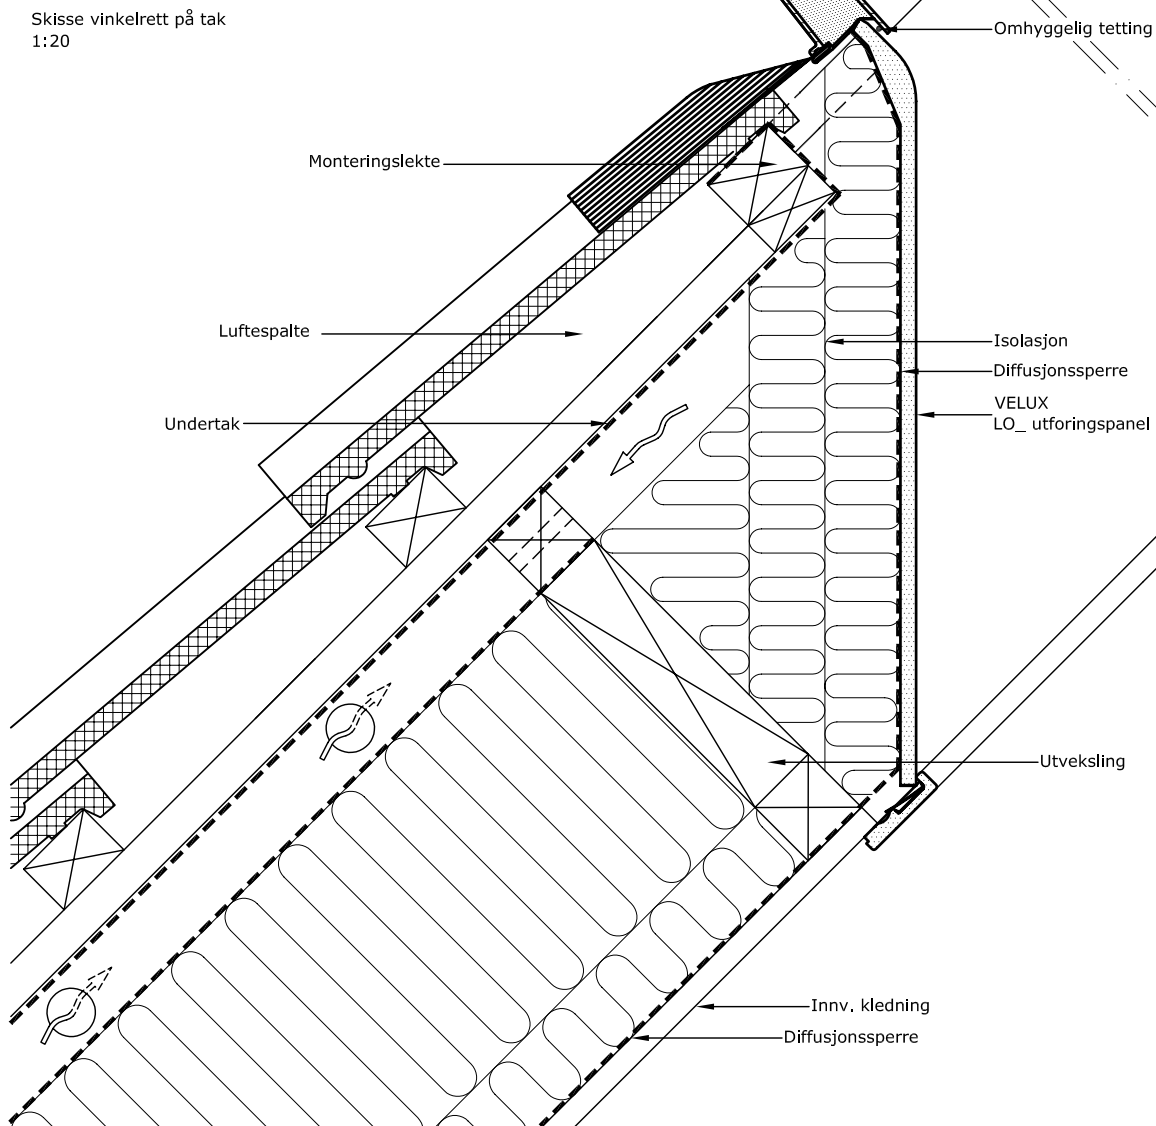 Skisse vinkelrett på tak
1:20
Omhyggelig tetting
Monteringslekte
Luftespalte
Isolasjon
Diffusjonssperre
VELUX
LO_ utforingspanel
Undertak
Utveksling
Innv. kledning
Diffusjonssperre